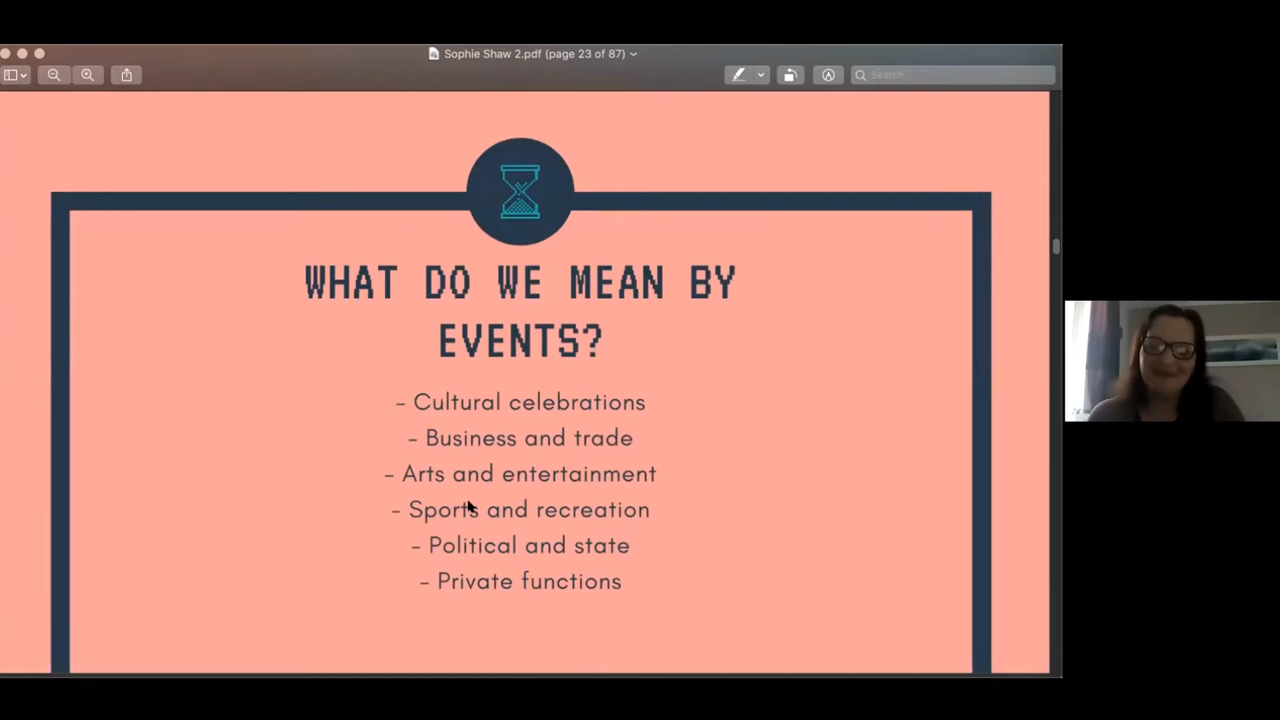 Sophie Shaw 2.pdf (page 23 of 87)
Search
WHAT DO WE MEAN BY
EVENTS?
- Cultural celebrations
- Business and trade
- Arts and entertainment
- Sports and recreation
- Political and state
- Private functions